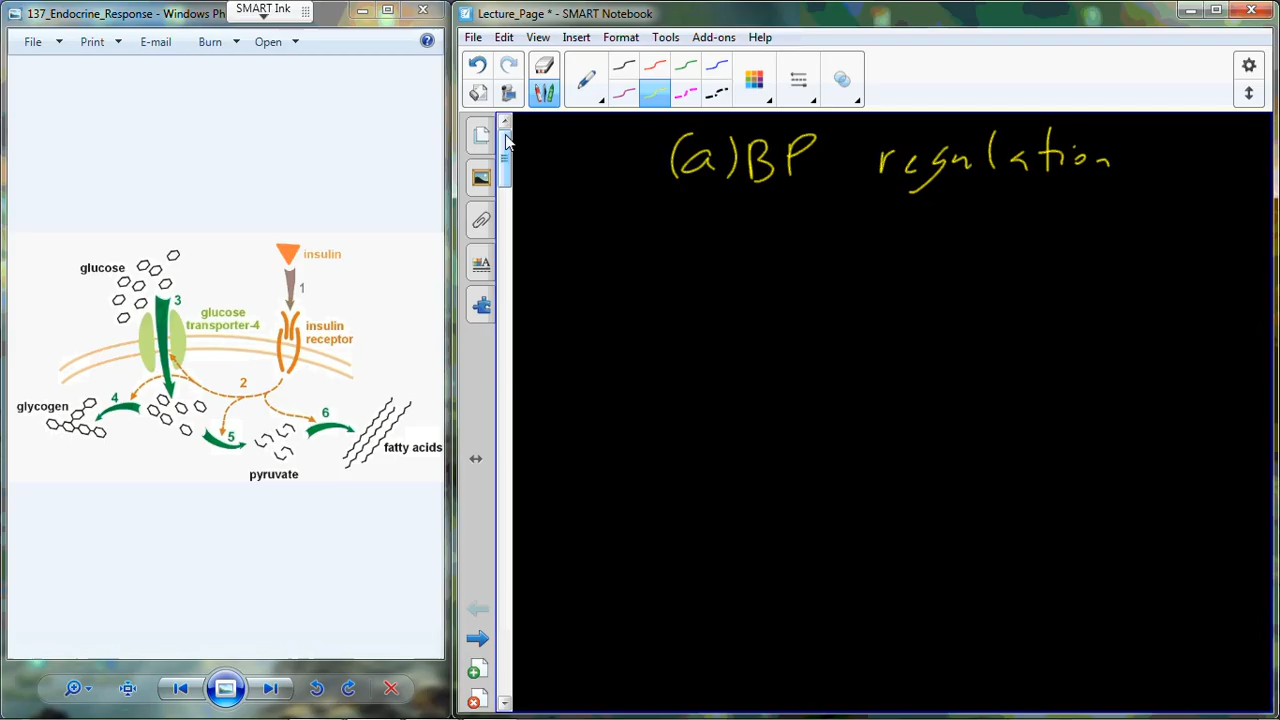 137_Endocrine_Response - Windows Ph
SMART Ink
File
Print
E-mail
Burn
Open
glucose
insulin
1
3
glucose
transporter-4
insulin
receptor
2
4
glycogen
5
6
fatty acids
pyruvate
Lecture_Page * - SMART Notebook
File Edit View Insert Format Tools Add-ons Help
(a)BP regulation